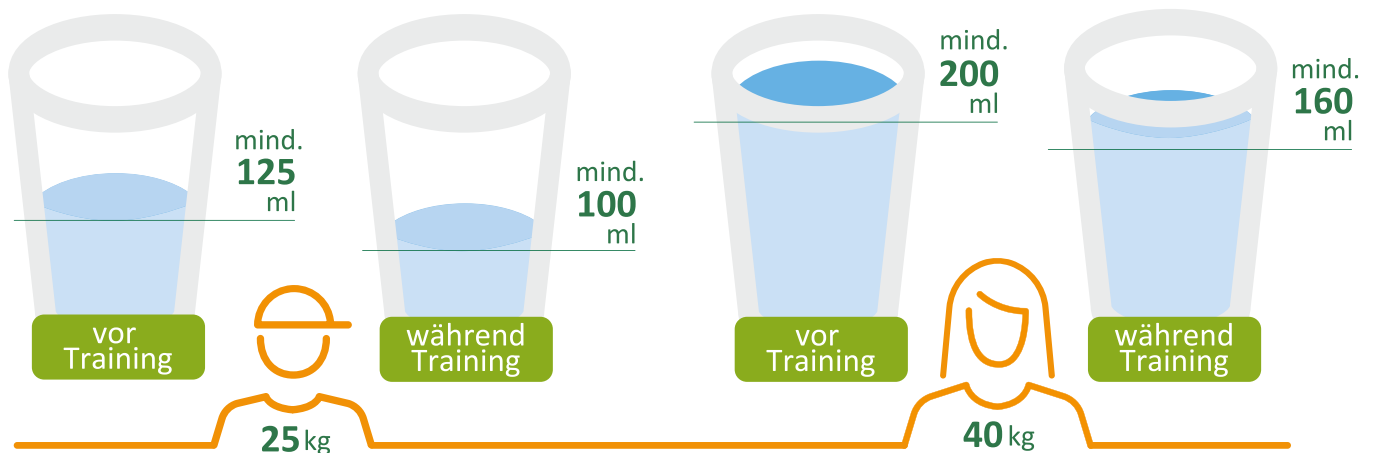 mind.
125
ml
vor
Training
mind.
100
ml
während
Training
25 kg
mind.
200
ml
vor
Training
mind.
160
ml
während
Training
40 kg